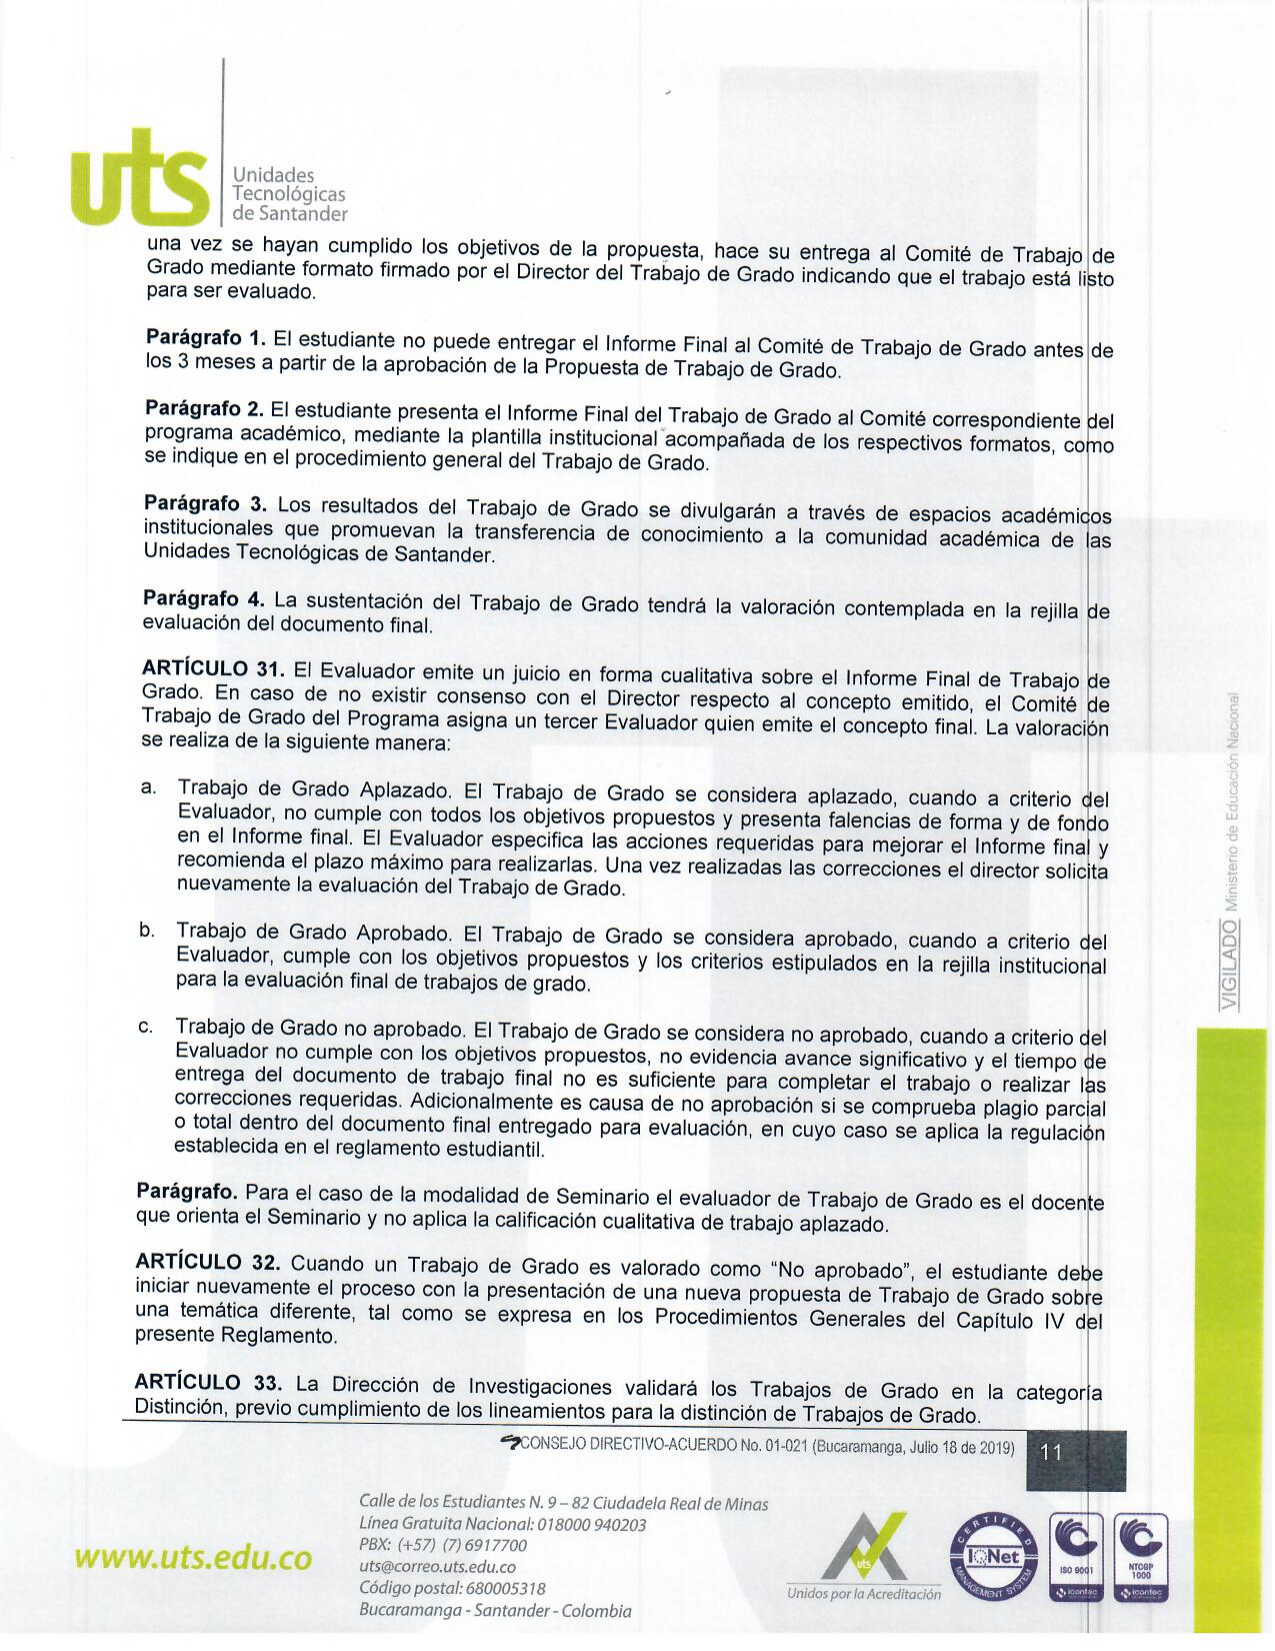 uts
Unidades
Tecnológicas
de Santander
una vez se hayan cumplido los objetivos de la propuesta, hace su entrega al Comité de Trabajo de
Grado mediante formato firmado por el Director del Trabajo de Grado indicando que el trabajo está listo
para ser evaluado.
Parágrafo 1. El estudiante no puede entregar el Informe Final al Comité de Trabajo de Grado antes de
los 3 meses a partir de la aprobación de la Propuesta de Trabajo de Grado.
Parágrafo 2. El estudiante presenta el Informe Final del Trabajo de Grado al Comité correspondiente del
programa académico, mediante la plantilla institucional acompañada de los respectivos formatos, como
se indique en el procedimiento general del Trabajo de Grado.
Parágrafo 3. Los resultados del Trabajo de Grado se divulgarán a través de espacios académicos
institucionales que promuevan la transferencia de conocimiento a la comunidad académica de las
Unidades Tecnológicas de Santander.
Parágrafo 4. La sustentación del Trabajo de Grado tendrá la valoración contemplada en la rejilla de
evaluación del documento final.
ARTÍCULO 31. El Evaluador emite un juicio en forma cualitativa sobre el Informe Final de Trabajo de
Grado. En caso de no existir consenso con el Director respecto al concepto emitido, el Comité de
Trabajo de Grado del Programa asigna un tercer Evaluador quien emite el concepto final. La valoración
se realiza de la siguiente manera:
a. Trabajo de Grado Aplazado. El Trabajo de Grado se considera aplazado, cuando a criterio del
Evaluador, no cumple con todos los objetivos propuestos y presenta falencias de forma y de fondo
en el Informe final. El Evaluador especifica las acciones requeridas para mejorar el Informe final y
recomienda el plazo máximo para realizarlas. Una vez realizadas las correcciones el director solicita
nuevamente la evaluación del Trabajo de Grado.
b. Trabajo de Grado Aprobado. El Trabajo de Grado se considera aprobado, cuando a criterio del
Evaluador, cumple con los objetivos propuestos y los criterios estipulados en la rejilla institucional
para la evaluación final de trabajos de grado.
c. Trabajo de Grado no aprobado. El Trabajo de Grado se considera no aprobado, cuando a criterio del
Evaluador no cumple con los objetivos propuestos, no evidencia avance significativo y el tiempo de
entrega del documento de trabajo final no es suficiente para completar el trabajo o realizar las
correcciones requeridas. Adicionalmente es causa de no aprobación si se comprueba plagio parcial
o total dentro del documento final entregado para evaluación, en cuyo caso se aplica la regulación
establecida en el reglamento estudiantil.
Parágrafo. Para el caso de la modalidad de Seminario el evaluador de Trabajo de Grado es el docente
que orienta el Seminario y no aplica la calificación cualitativa de trabajo aplazado.
ARTÍCULO 32. Cuando un Trabajo de Grado es valorado como “No aprobado”, el estudiante debe
iniciar nuevamente el proceso con la presentación de una nueva propuesta de Trabajo de Grado sobre
una temática diferente, tal como se expresa en los Procedimientos Generales del Capítulo IV del
presente Reglamento.
ARTÍCULO 33. La Dirección de Investigaciones validará los Trabajos de Grado en la categoría
Distinción, previo cumplimiento de los lineamientos para la distinción de Trabajos de Grado.
CONSEJO DIRECTIVO-ACUERDO No. 01-021 (Bucaramanga, Julio 18 de 2019)
11
VIGILADO Ministerio de Educación Nacional
www.uts.edu.co
Calle de los Estudiantes N. 9 – 82 Ciudadela Real de Minas
Línea Gratuita Nacional: 018000 940203
PBX: (+57) (7) 6917700
uts@correo.uts.edu.co
Código postal: 680005318
Bucaramanga - Santander - Colombia
uts
Unidos por la Acreditación
CERTIFIED
IQNet
MANAGEMENT SYSTEM
ISO 9001
icontec
NTCGP
1000
icontec